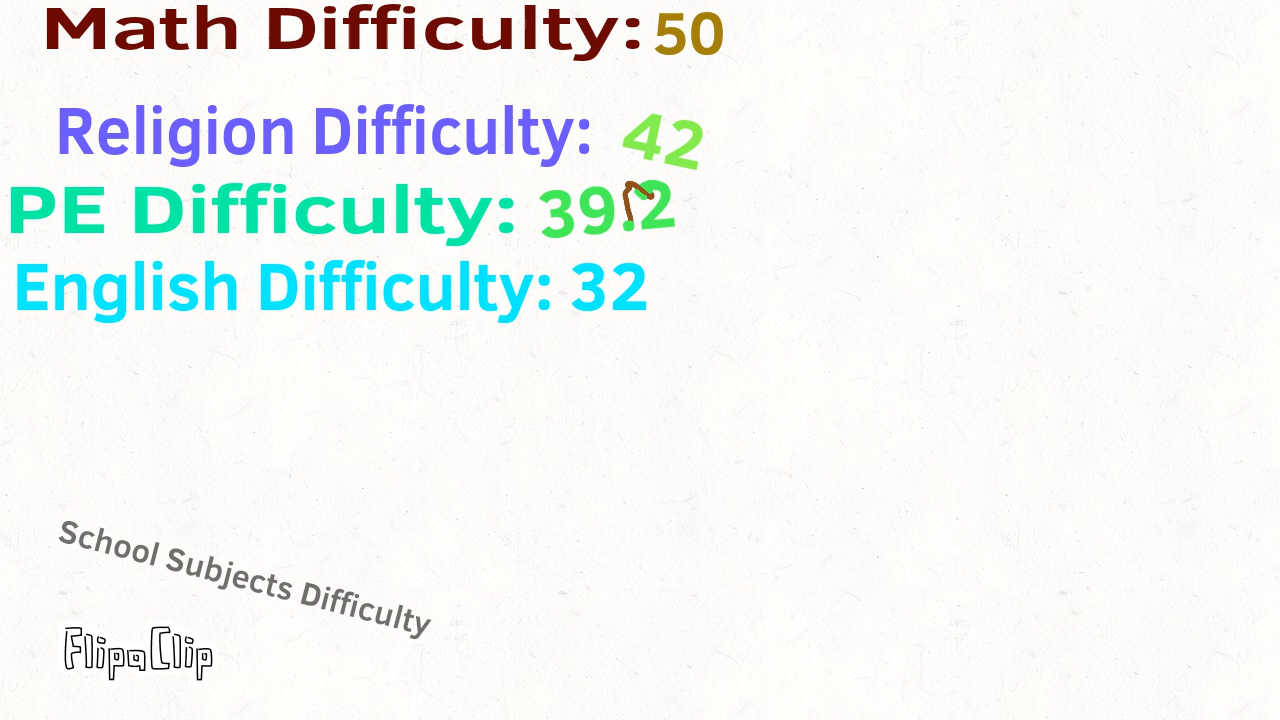 Math Difficulty: 50
Religion Difficulty: 42
PE Difficulty: 39.2
English Difficulty: 32
School Subjects Difficulty
FlipaClip